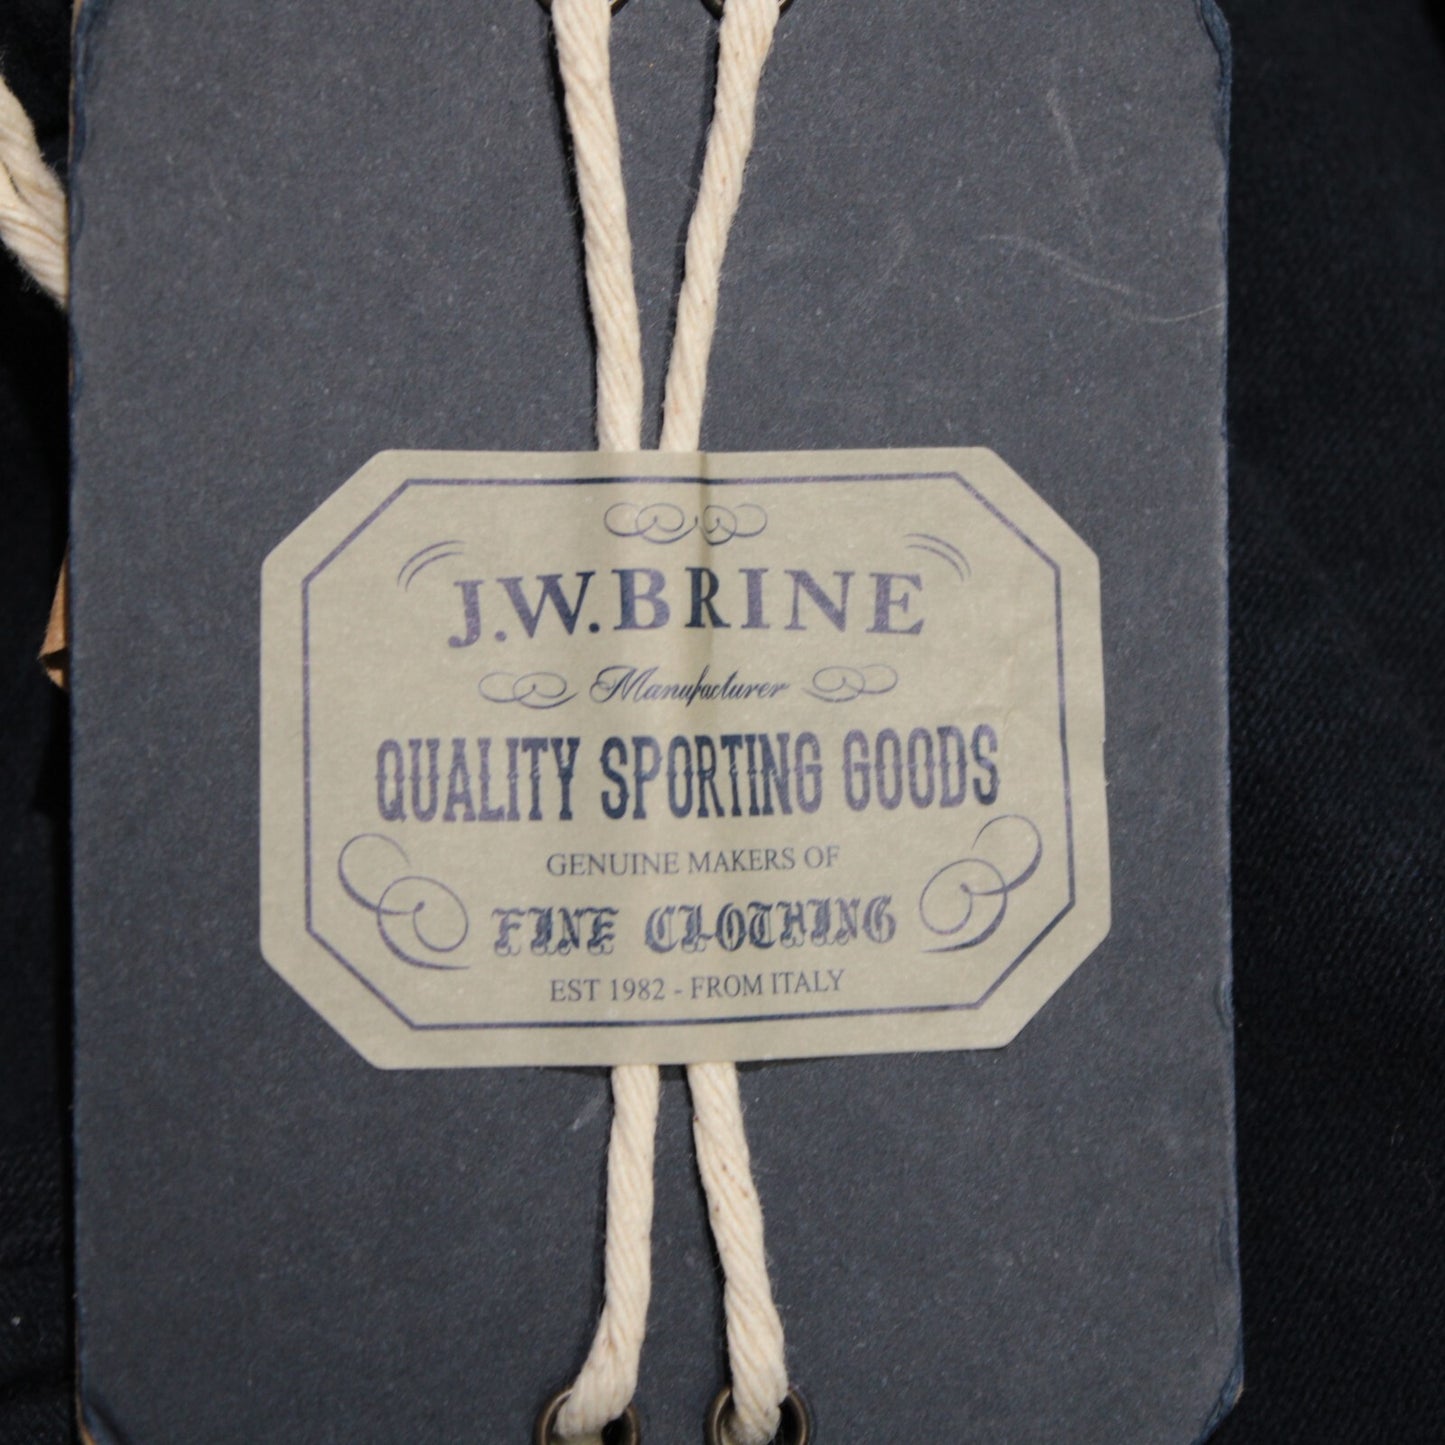 J.W.BRINE
Manufacturer
QUALITY SPORTING GOODS
GENUINE MAKERS OF
FINE CLOTHING
EST 1982 - FROM ITALY